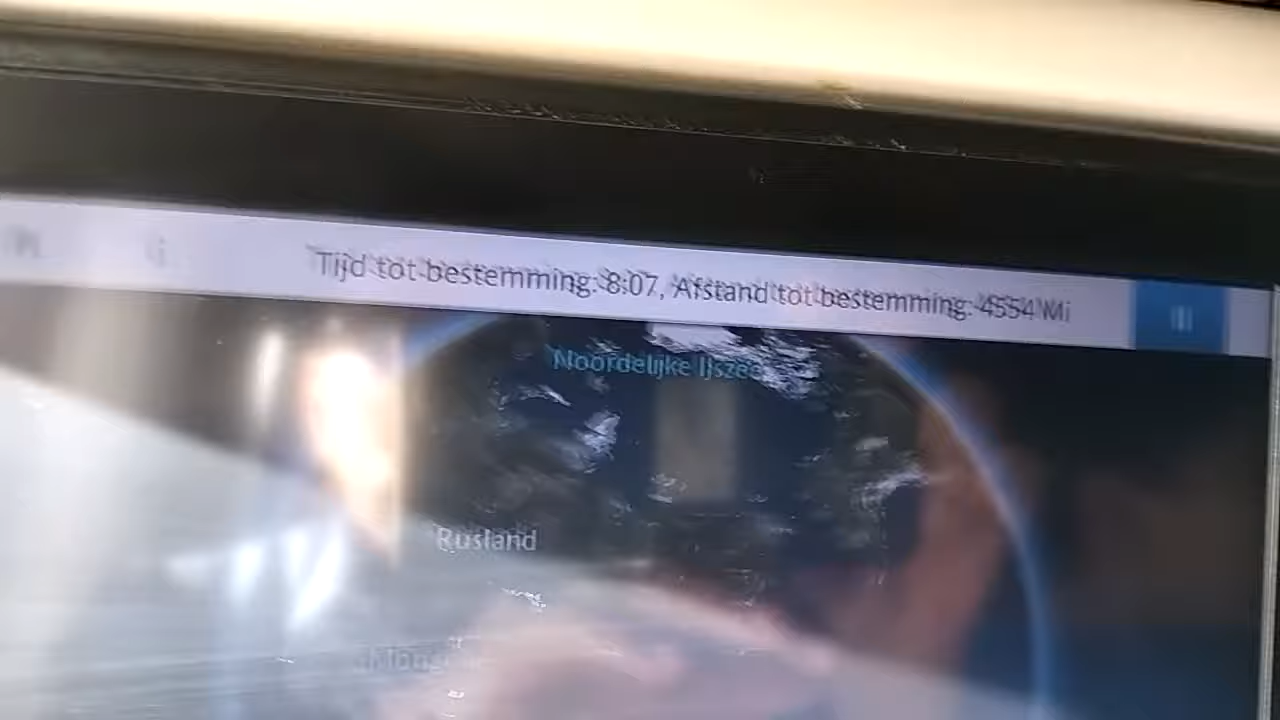 Tijd tot bestemming: 8:07, Afstand tot bestemming: 4554 Mi
Noordelijke IJszee
Rusland